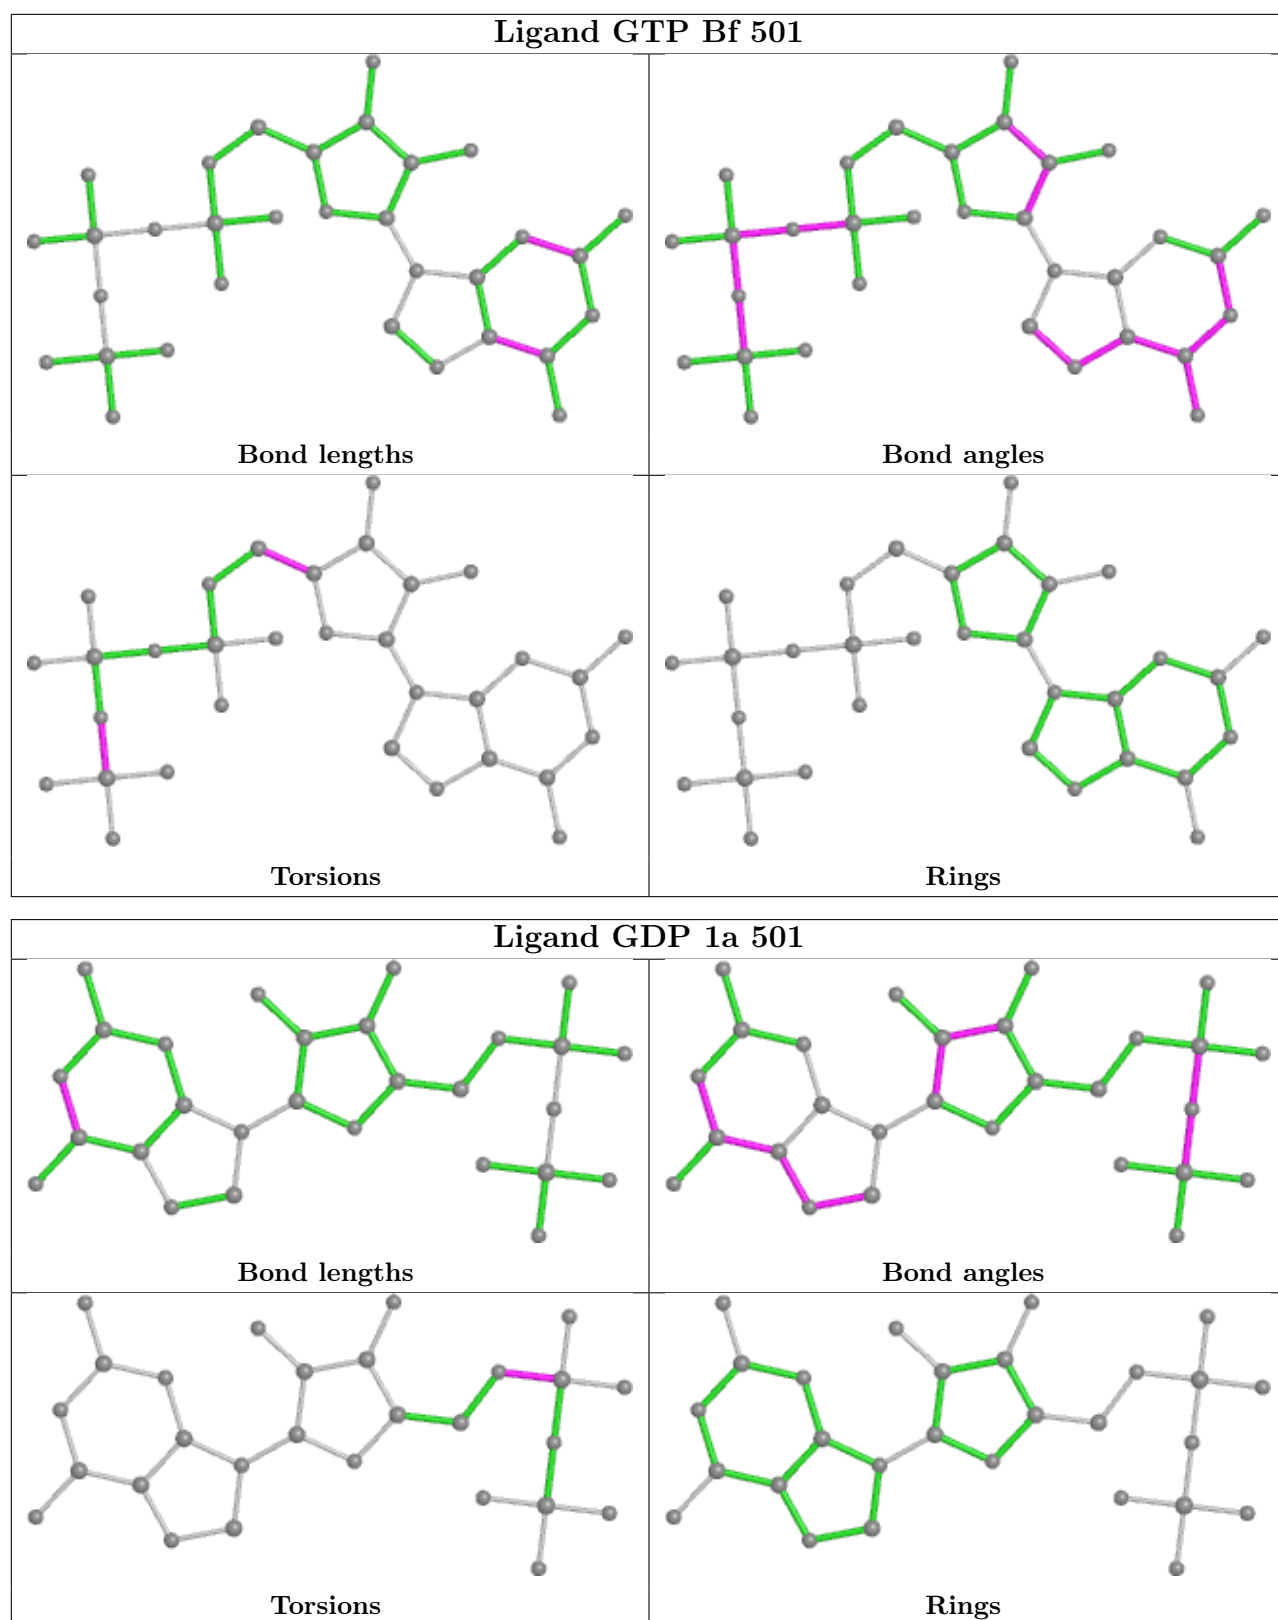 Ligand GTP Bf 501
Bond lengths
Bond angles
Torsions
Rings
Ligand GDP 1a 501
Bond lengths
Bond angles
Torsions
Rings